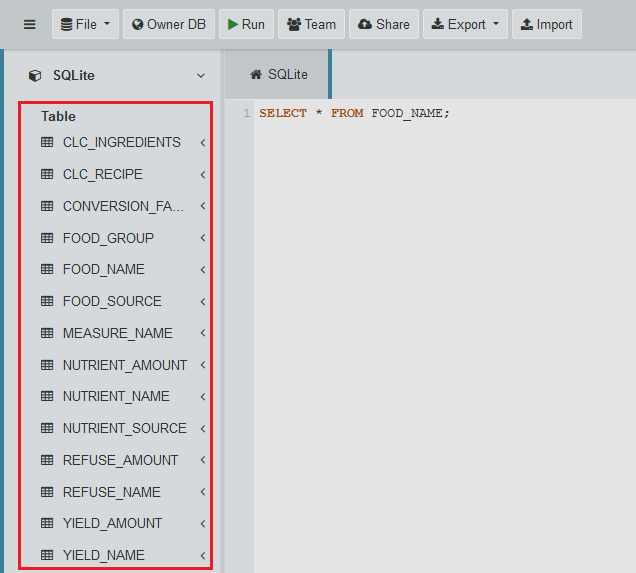 File Owner DB Run Team Share Export Import
SQLite
SQLite
Table
CLC_INGREDIENTS
CLC_RECIPE
CONVERSION_FA...
FOOD_GROUP
FOOD_NAME
FOOD_SOURCE
MEASURE_NAME
NUTRIENT_AMOUNT
NUTRIENT_NAME
NUTRIENT_SOURCE
REFUSE_AMOUNT
REFUSE_NAME
YIELD_AMOUNT
YIELD_NAME
1 SELECT * FROM FOOD_NAME;